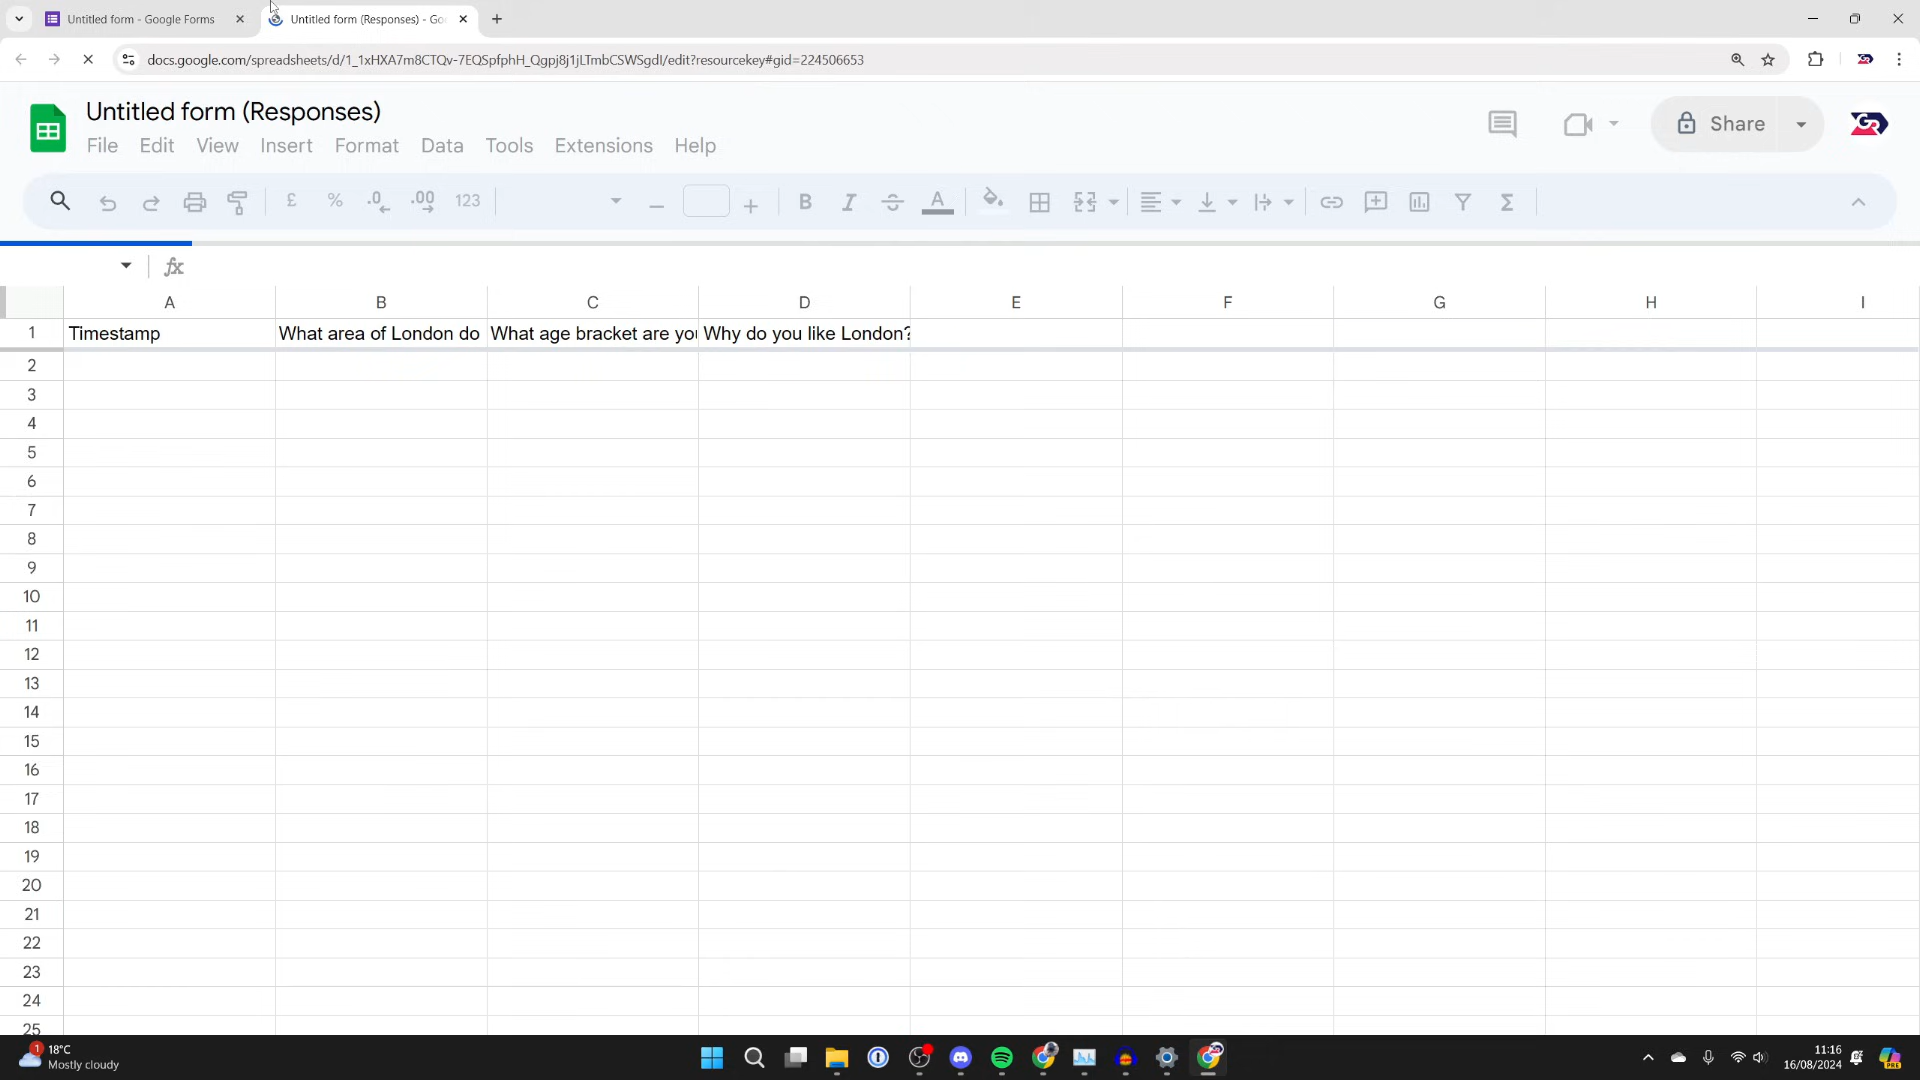 Untitled form - Google Forms
Untitled form (Responses) - Go
docs.google.com/spreadsheets/d/1_1xHXA7m8CTQv-7EQSpfphH_Qgpj8j1jLTmbCSWSgdI/edit?resourcekey#gid=224506653
Untitled form (Responses)
File Edit View Insert Format Data Tools Extensions Help
Share
£ % .0 .00 123 B I S A Σ
fx
A B C D E F G H I
1 Timestamp What area of London do What age bracket are you Why do you like London?
2
3
4
5
6
7
8
9
10
11
12
13
14
15
16
17
18
19
20
21
22
23
24
25
1 18°C
Mostly cloudy
11:16
16/08/2024
PRE